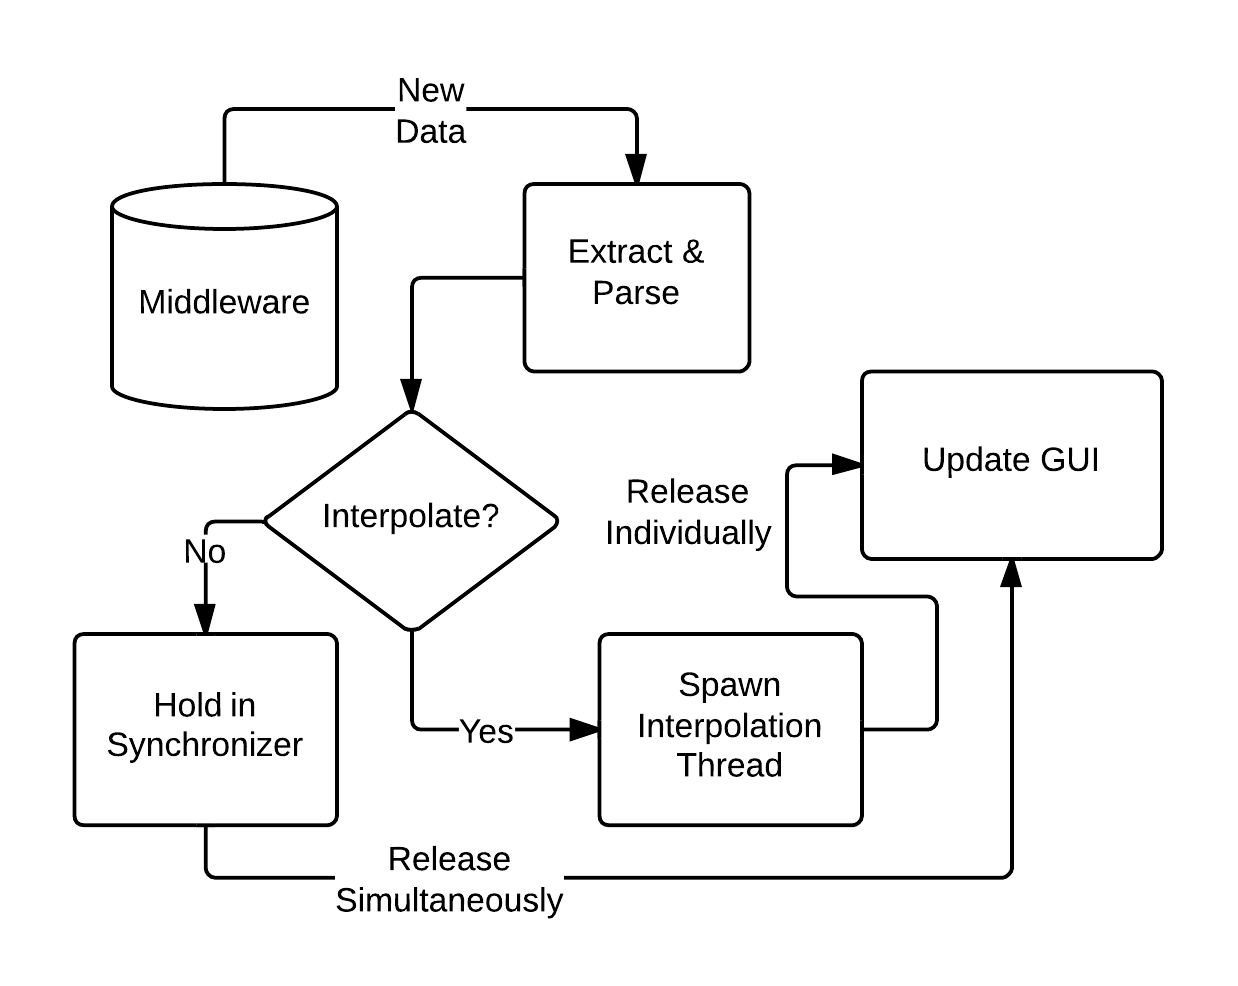 New
Data
Middleware
Extract &
Parse
Interpolate?
No
Yes
Hold in
Synchronizer
Spawn
Interpolation
Thread
Release
Individually
Update GUI
Release
Simultaneously